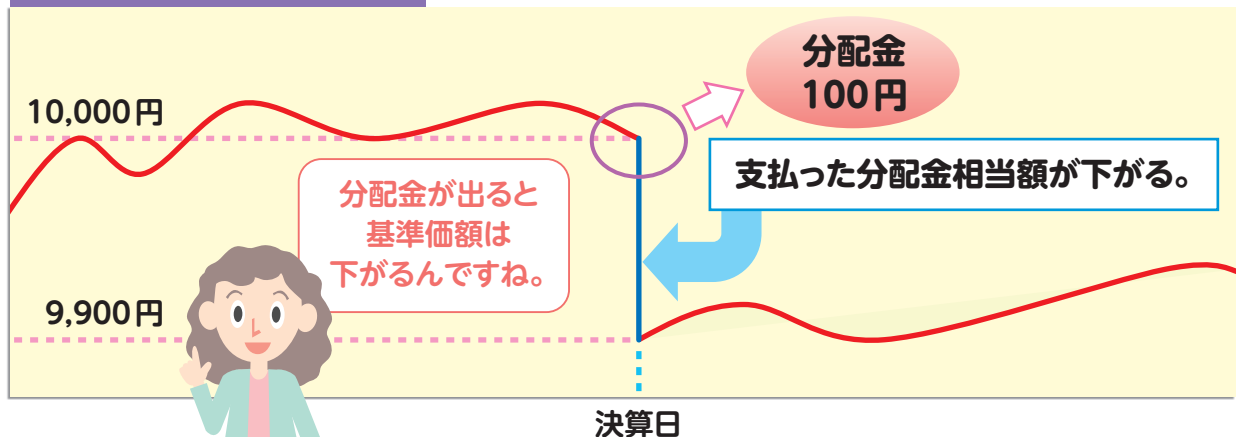 分配金
100円
10,000円
支払った分配金相当額が下がる。
分配金が出ると
基準価額は
下がるんですね。
9,900円
決算日